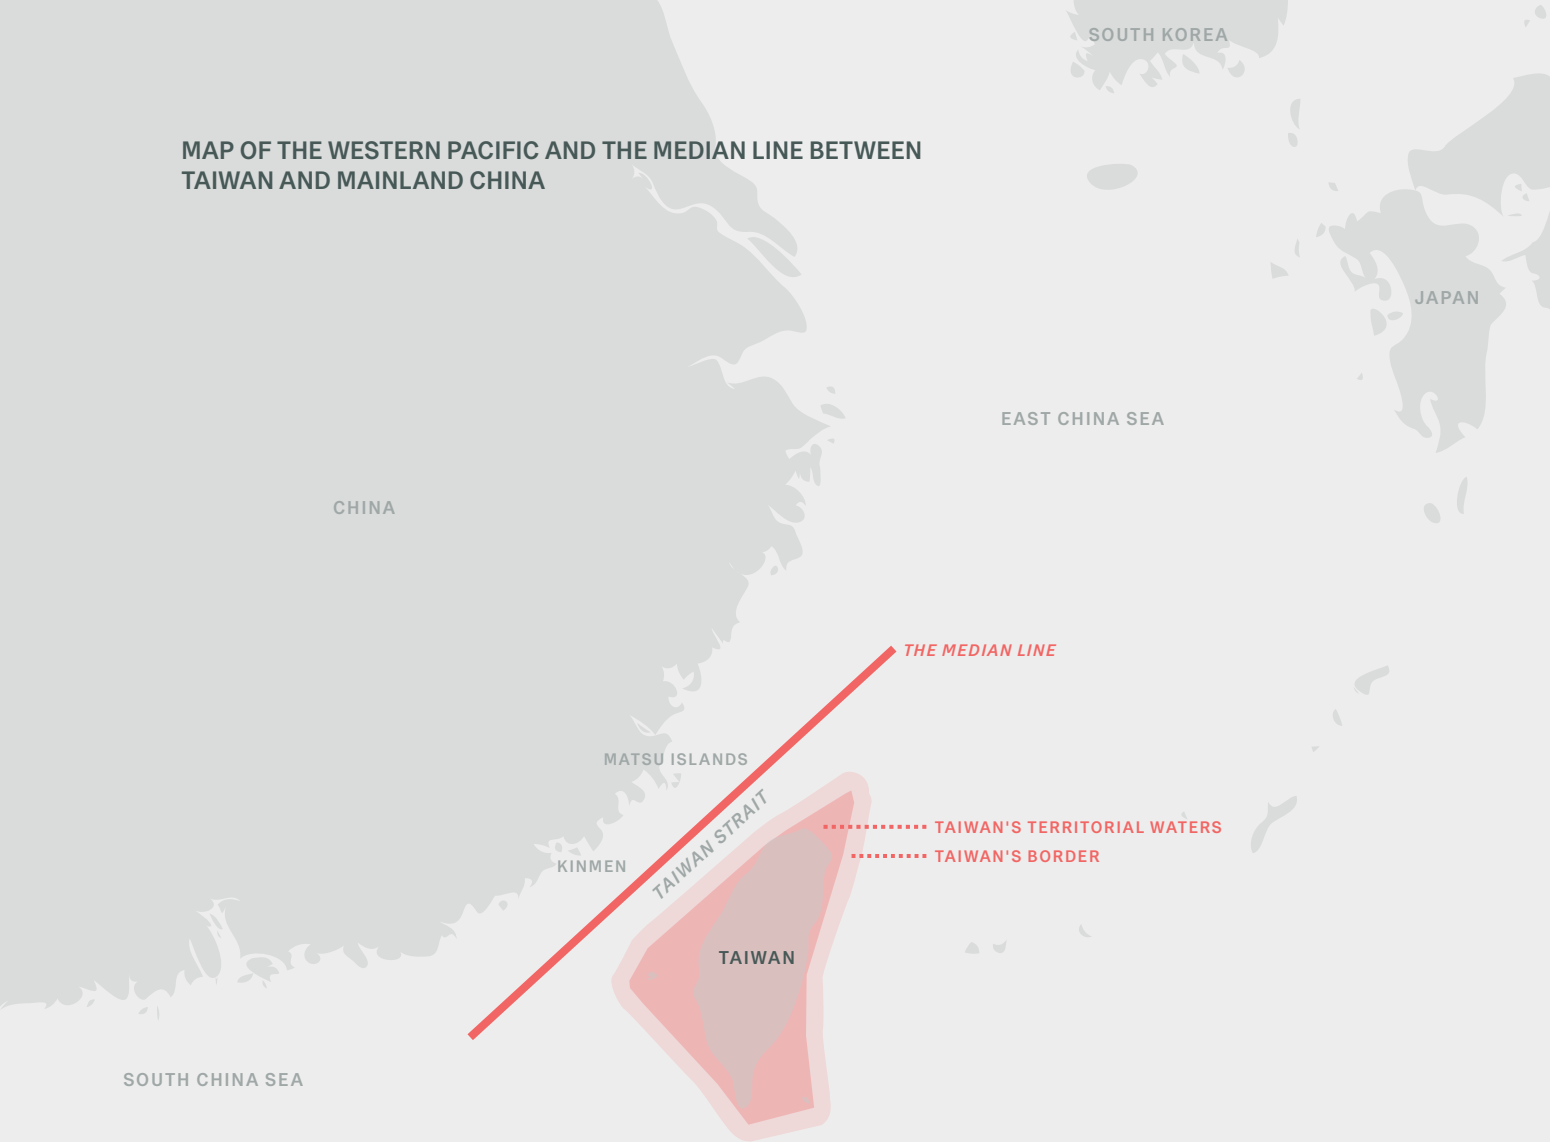 SOUTH KOREA
MAP OF THE WESTERN PACIFIC AND THE MEDIAN LINE BETWEEN
TAIWAN AND MAINLAND CHINA
JAPAN
EAST CHINA SEA
CHINA
THE MEDIAN LINE
MATSU ISLANDS
TAIWAN STRAIT
TAIWAN'S TERRITORIAL WATERS
TAIWAN'S BORDER
KINMEN
TAIWAN
SOUTH CHINA SEA